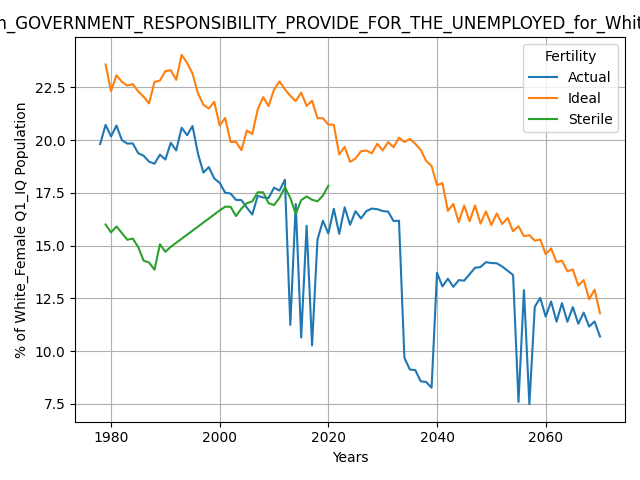 n_GOVERNMENT_RESPONSIBILITY_PROVIDE_FOR_THE_UNEMPLOYED_for_Whit
Fertility
Actual
Ideal
Sterile
% of White_Female Q1_IQ Population
22.5
20.0
17.5
15.0
12.5
10.0
7.5
1980
2000
2020
2040
2060
Years